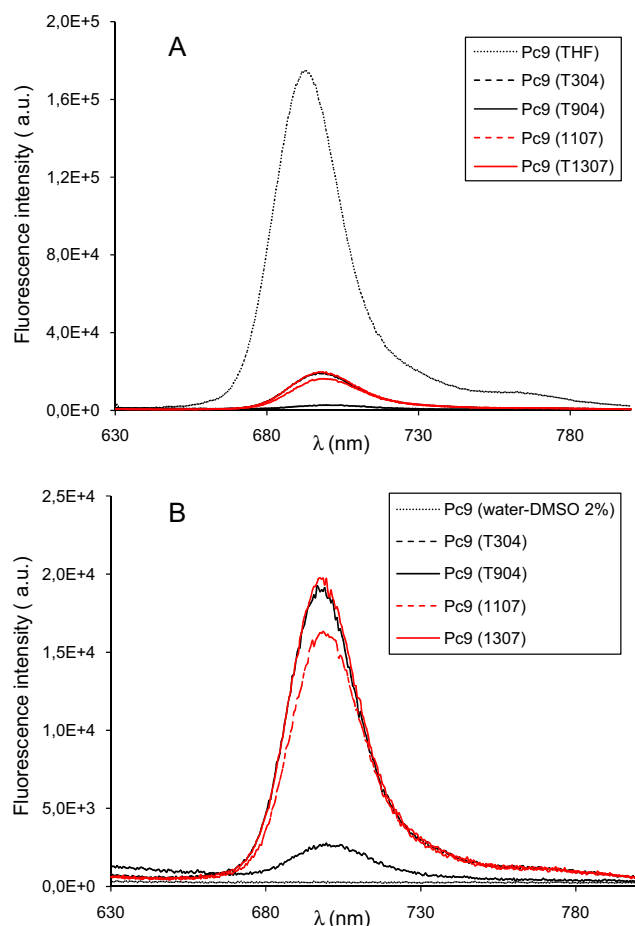 A
Pc9 (THF)
Pc9 (T304)
Pc9 (T904)
Pc9 (1107)
Pc9 (T1307)
Fluorescence intensity ( a.u.)
2,0E+5
1,6E+5
1,2E+5
8,0E+4
4,0E+4
0,0E+0
630
680
730
780
λ (nm)
B
Pc9 (water-DMSO 2%)
Pc9 (T304)
Pc9 (T904)
Pc9 (1107)
Pc9 (1307)
Fluorescence intensity ( a.u.)
2,5E+4
2,0E+4
1,5E+4
1,0E+4
5,0E+3
0,0E+0
630
680
730
780
λ (nm)